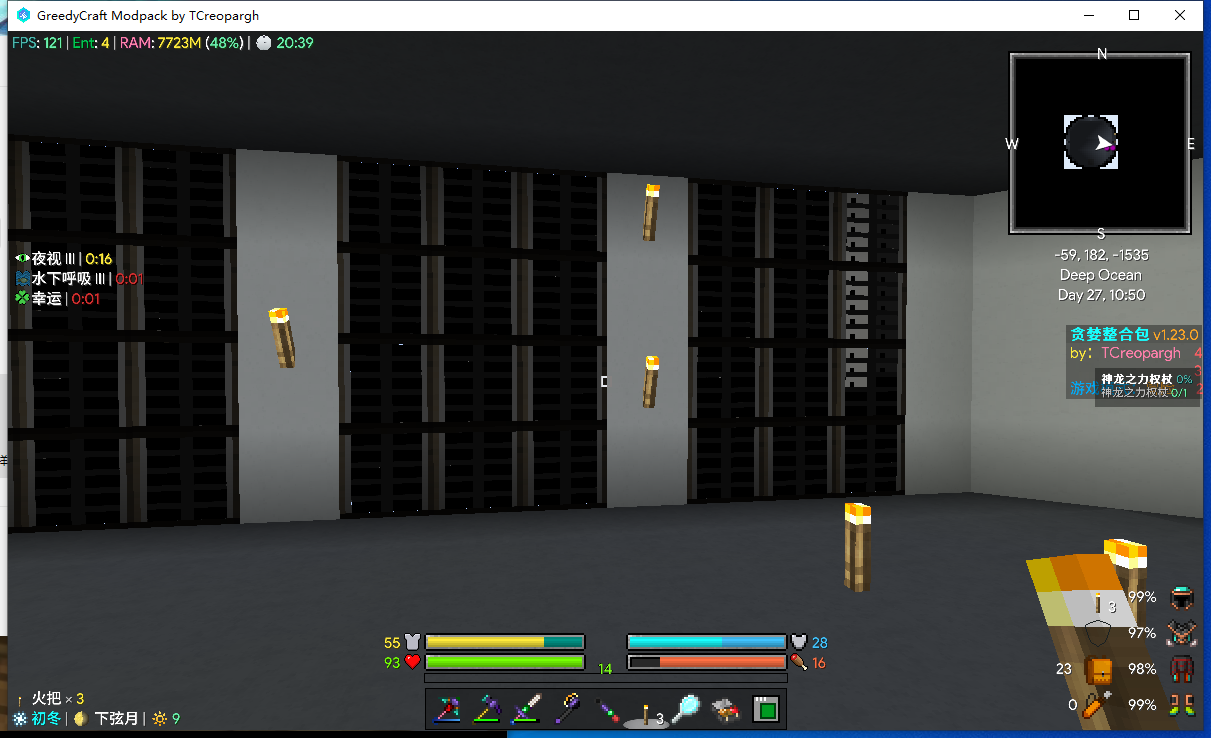 GreedyCraft Modpack by TCreopargh
FPS: 121 | Ent: 4 | RAM: 7723M (48%) | 20:39
N
W
E
S
-59, 182, -1535
Deep Ocean
Day 27, 10:50
夜视 III | 0:16
水下呼吸 III | 0:01
幸运 | 0:01
贪婪整合包 v1.23.0
by: TCreopargh 4
神龙之力权杖 0%
神龙之力权杖 0/1
游戏
55
28
93
14
16
3
99%
97%
23
98%
0
99%
3
火把 × 3
初冬 | 下弦月 | 9